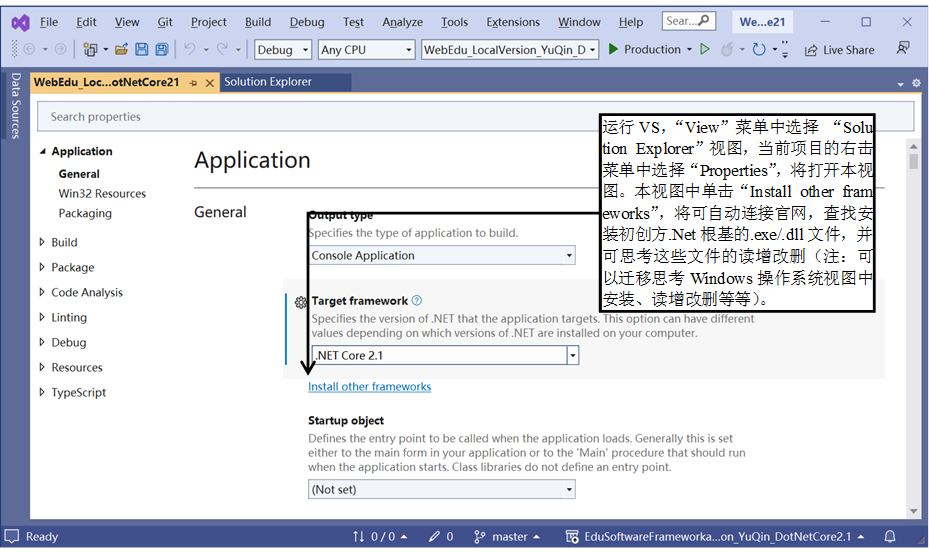 File Edit View Git Project Build Debug Test Analyze Tools Extensions Window Help Sear... We...e21
Debug Any CPU WebEdu_LocalVersion_YuQin_D Production Live Share
Data Sources
WebEdu_Loc...otNetCore21 Solution Explorer
Search properties
Application
General
Win32 Resources
Packaging
Build
Package
Code Analysis
Linting
Debug
Resources
TypeScript
Application
General
Output type
Specifies the type of application to build.
Console Application
Target framework
Specifies the version of .NET that the application targets. This option can have different
values depending on which versions of .NET are installed on your computer.
.NET Core 2.1
Install other frameworks
Startup object
Defines the entry point to be called when the application loads. Generally this is set
either to the main form in your application or to the 'Main' procedure that should run
when the application starts. Class libraries do not define an entry point.
(Not set)
运行 VS，“View”菜单中选择 “Solu
tion Explorer”视图，当前项目的右击
菜单中选择“Properties”，将打开本视
图。本视图中单击“Install other fram
eworks”，将可自动连接官网，查找安
装初创方.Net 根基的.exe/.dll 文件，并
可思考这些文件的读增改删（注：可
以迁移思考 Windows 操作系统视图中
安装、读增改删等等）。
Ready 0 / 0 0 master EduSoftwareFrameworka...on_YuQin_DotNetCore2.1